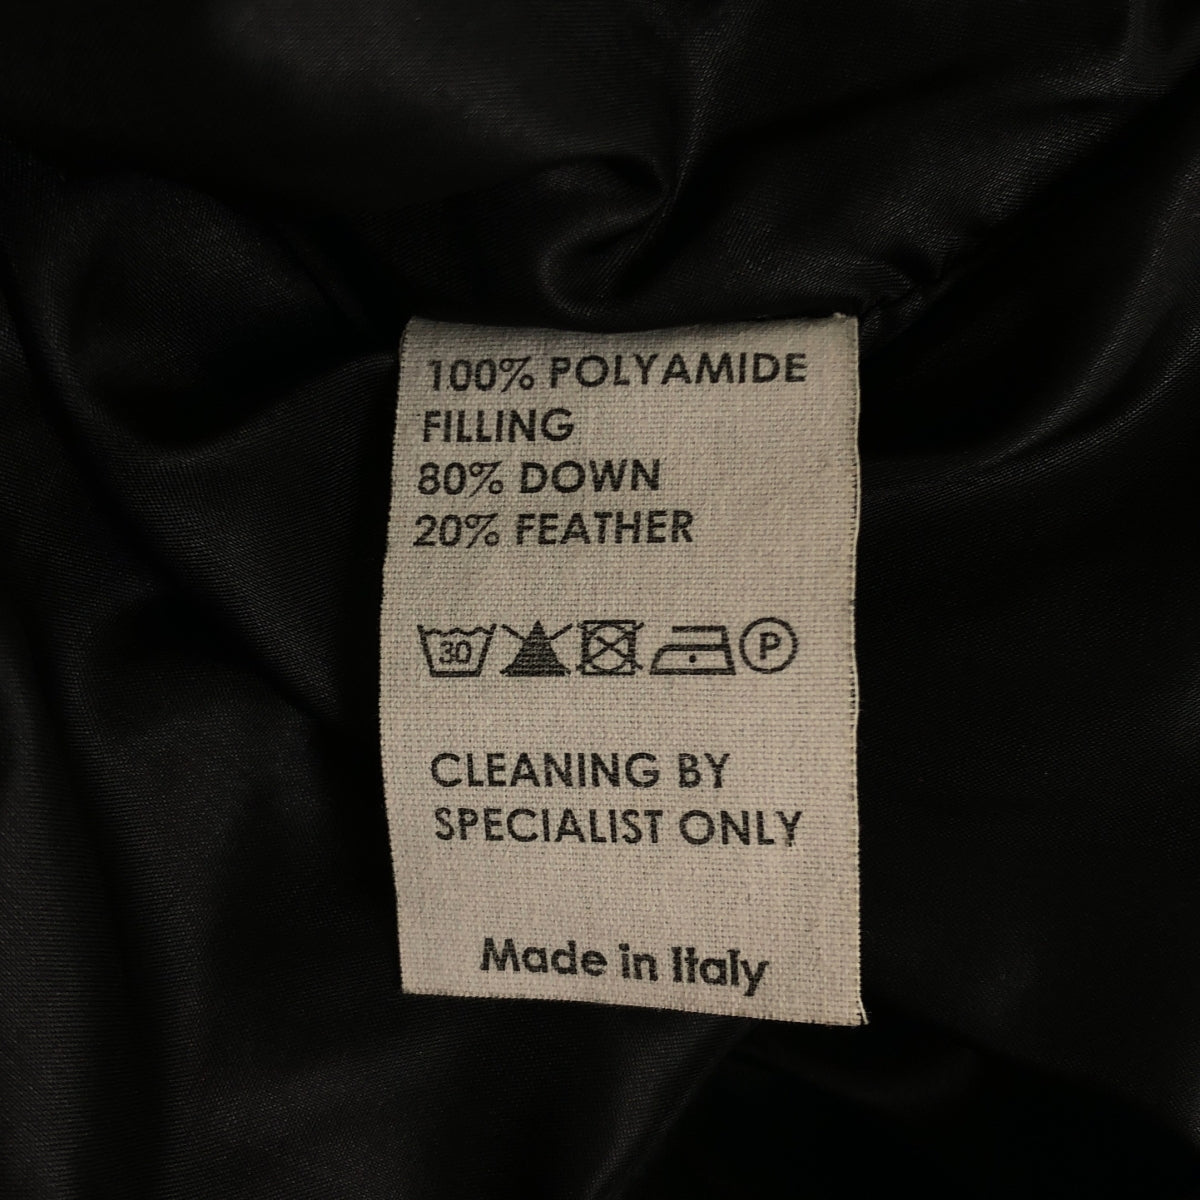 100% POLYAMIDE
FILLING
80% DOWN
20% FEATHER
30 P
CLEANING BY
SPECIALIST ONLY
Made in Italy